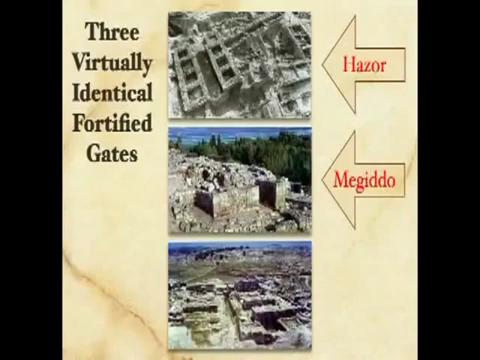 Three
Virtually
Identical
Fortified
Gates
Hazor
Megiddo